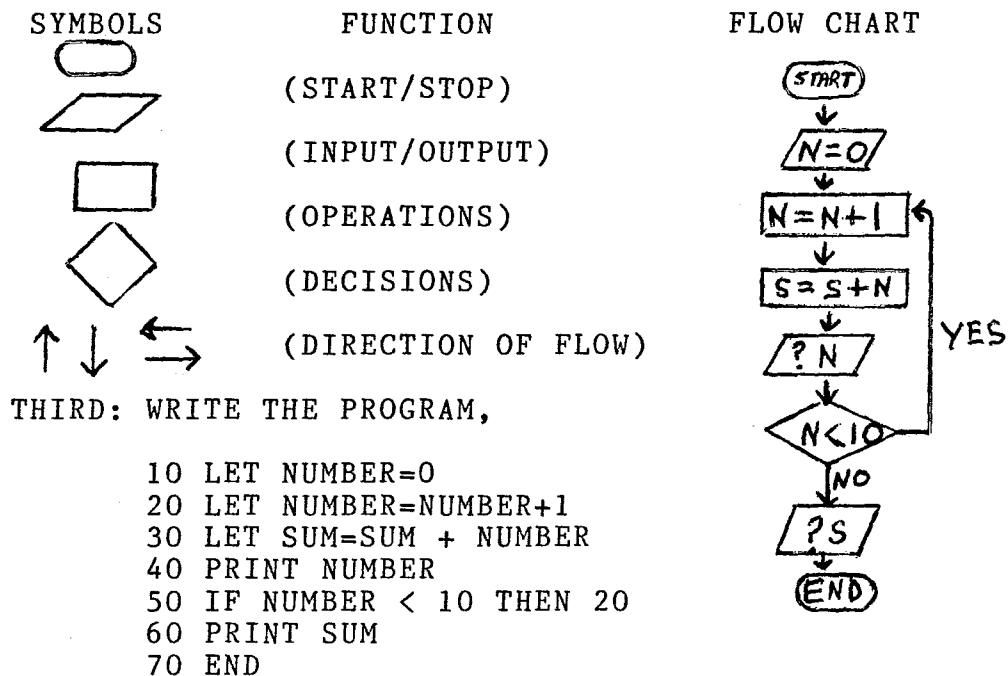 SYMBOLS FUNCTION FLOW CHART
(START/STOP)
(INPUT/OUTPUT)
(OPERATIONS)
(DECISIONS)
(DIRECTION OF FLOW)
START
N=0
N=N+1
S=S+N
? N
N<10
YES
NO
?S
END
THIRD: WRITE THE PROGRAM,
10 LET NUMBER=0
20 LET NUMBER=NUMBER+1
30 LET SUM=SUM + NUMBER
40 PRINT NUMBER
50 IF NUMBER < 10 THEN 20
60 PRINT SUM
70 END